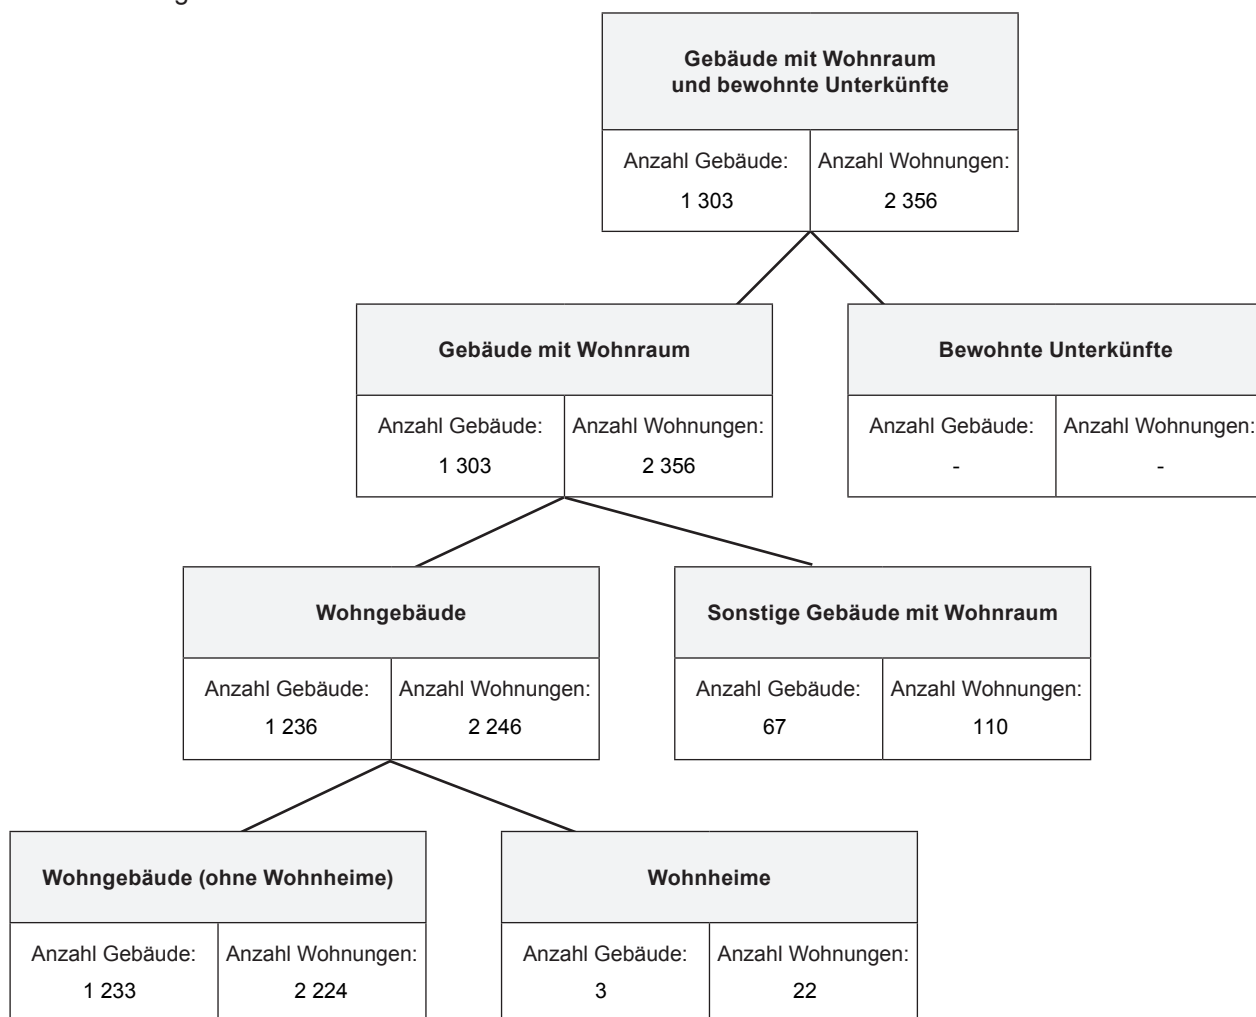 Gebäude mit Wohnraum
und bewohnte Unterkünfte
Anzahl Gebäude:
Anzahl Wohnungen:
1 303
2 356
Gebäude mit Wohnraum
Anzahl Gebäude:
Anzahl Wohnungen:
1 303
2 356
Bewohnte Unterkünfte
Anzahl Gebäude:
Anzahl Wohnungen:
-
-
Wohngebäude
Anzahl Gebäude:
Anzahl Wohnungen:
1 236
2 246
Sonstige Gebäude mit Wohnraum
Anzahl Gebäude:
Anzahl Wohnungen:
67
110
Wohngebäude (ohne Wohnheime)
Anzahl Gebäude:
Anzahl Wohnungen:
1 233
2 224
Wohnheime
Anzahl Gebäude:
Anzahl Wohnungen:
3
22